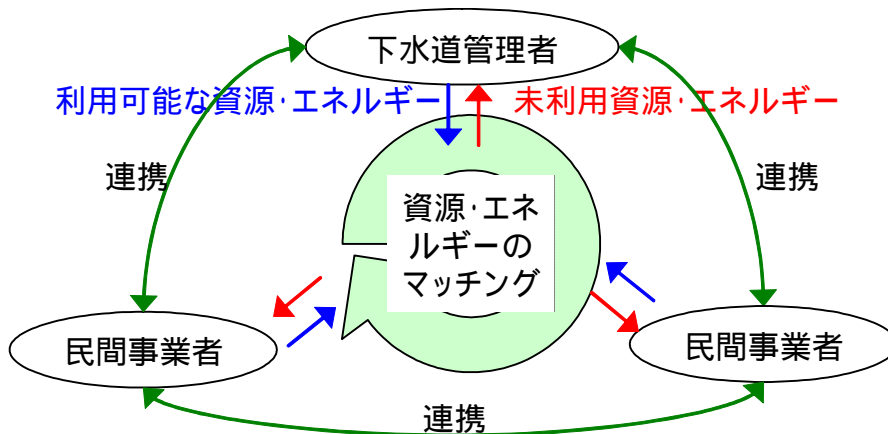 下水道管理者
利用可能な資源・エネルギー
未利用資源・エネルギー
連携
連携
資源・エネ
ルギーの
マッチング
民間事業者
民間事業者
連携